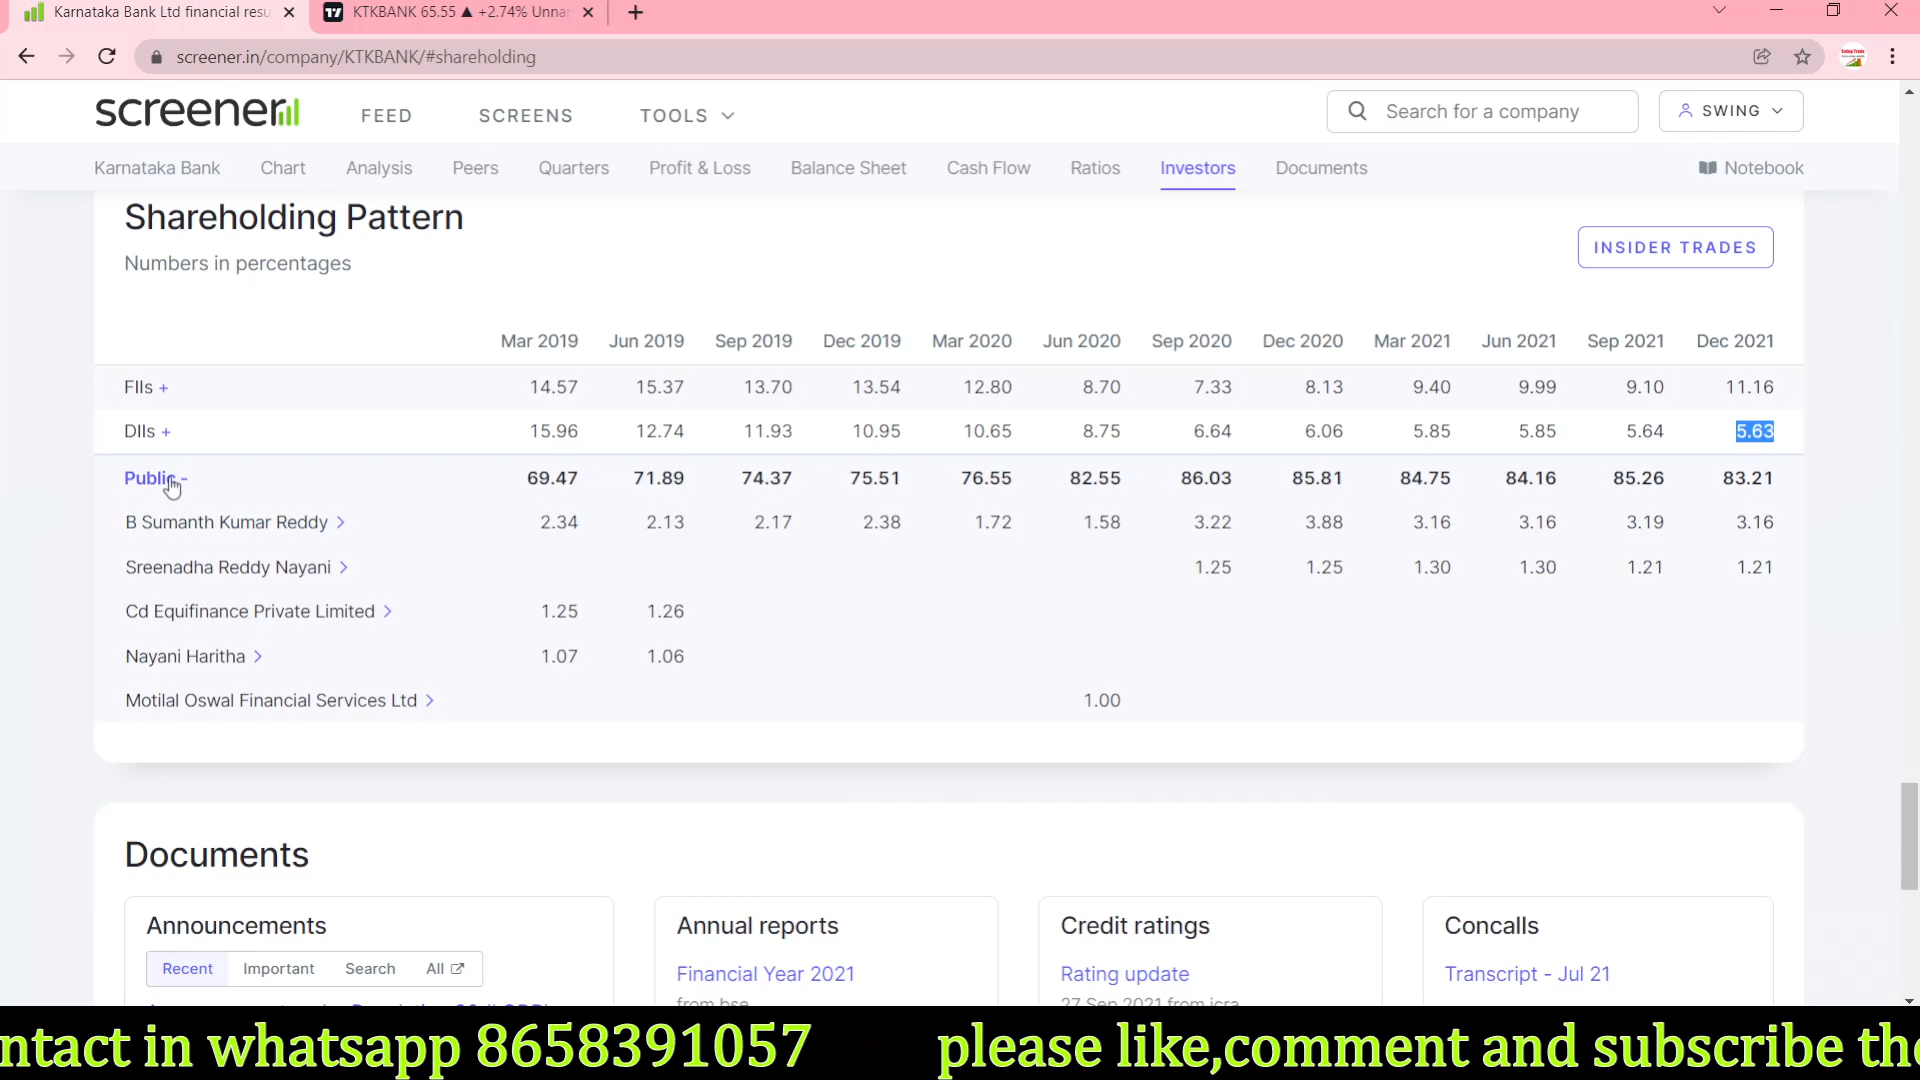 Karnataka Bank Ltd financial resu
KTKBANK 65.55 ▲ +2.74% Unnam
screener.in/company/KTKBANK/#shareholding
screener FEED SCREENS TOOLS Search for a company SWING
Karnataka Bank Chart Analysis Peers Quarters Profit & Loss Balance Sheet Cash Flow Ratios Investors Documents Notebook
Shareholding Pattern
INSIDER TRADES
Numbers in percentages
Mar 2019 Jun 2019 Sep 2019 Dec 2019 Mar 2020 Jun 2020 Sep 2020 Dec 2020 Mar 2021 Jun 2021 Sep 2021 Dec 2021
FIIs + 14.57 15.37 13.70 13.54 12.80 8.70 7.33 8.13 9.40 9.99 9.10 11.16
DIIs + 15.96 12.74 11.93 10.95 10.65 8.75 6.64 6.06 5.85 5.85 5.64 5.63
Public - 69.47 71.89 74.37 75.51 76.55 82.55 86.03 85.81 84.75 84.16 85.26 83.21
B Sumanth Kumar Reddy > 2.34 2.13 2.17 2.38 1.72 1.58 3.22 3.88 3.16 3.16 3.19 3.16
Sreenadha Reddy Nayani > 1.25 1.25 1.30 1.30 1.21 1.21
Cd Equifinance Private Limited > 1.25 1.26
Nayani Haritha > 1.07 1.06
Motilal Oswal Financial Services Ltd > 1.00
Documents
Announcements
Recent Important Search All
Annual reports
Financial Year 2021
from bse
Credit ratings
Rating update
27 Sep 2021 from icra
Concalls
Transcript - Jul 21
ntact in whatsapp 8658391057 please like,comment and subscribe the